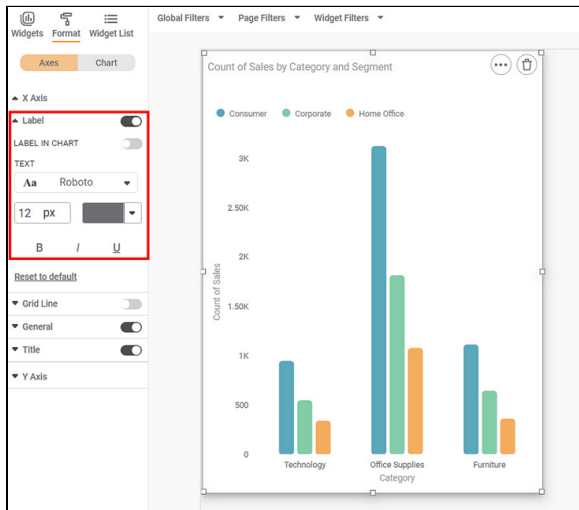 Widgets Format Widget List
Global Filters Page Filters Widget Filters
Axes Chart
X Axis
Label
LABEL IN CHART
TEXT
Aa Roboto
12 px
B I U
Reset to default
Grid Line
General
Title
Y Axis
Count of Sales by Category and Segment
Consumer Corporate Home Office
3K
2.50K
2K
1.50K
1K
500
0
Count of Sales
Technology Office Supplies Furniture
Category